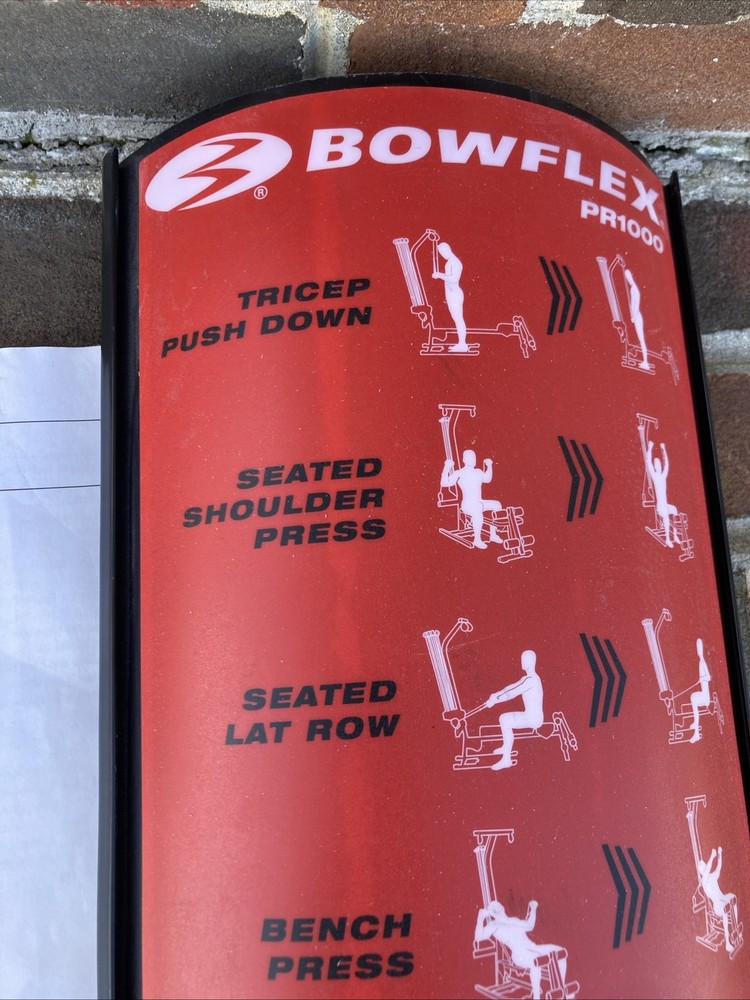 BOWFLEX
PR1000
TRICEP
PUSH DOWN
SEATED
SHOULDER
PRESS
SEATED
LAT ROW
BENCH
PRESS